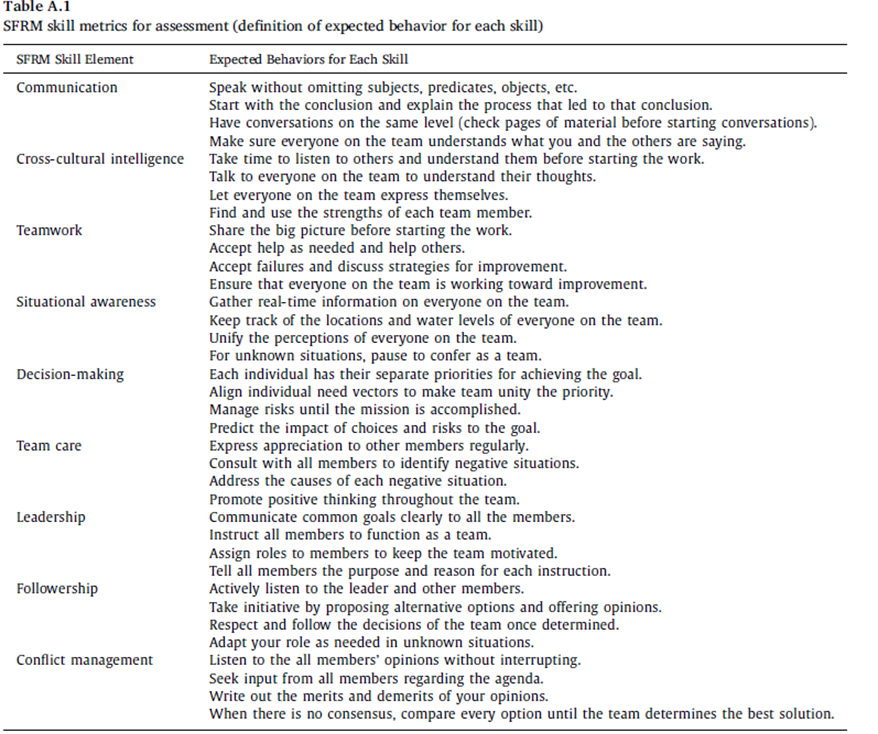 Table A.1
SFRM skill metrics for assessment (definition of expected behavior for each skill)
SFRM Skill Element Expected Behaviors for Each Skill
Communication Speak without omitting subjects, predicates, objects, etc.
Start with the conclusion and explain the process that led to that conclusion.
Have conversations on the same level (check pages of material before starting conversations).
Make sure everyone on the team understands what you and the others are saying.
Cross-cultural intelligence Take time to listen to others and understand them before starting the work.
Talk to everyone on the team to understand their thoughts.
Let everyone on the team express themselves.
Find and use the strengths of each team member.
Teamwork Share the big picture before starting the work.
Accept help as needed and help others.
Accept failures and discuss strategies for improvement.
Ensure that everyone on the team is working toward improvement.
Situational awareness Gather real-time information on everyone on the team.
Keep track of the locations and water levels of everyone on the team.
Unify the perceptions of everyone on the team.
For unknown situations, pause to confer as a team.
Decision-making Each individual has their separate priorities for achieving the goal.
Align individual need vectors to make team unity the priority.
Manage risks until the mission is accomplished.
Predict the impact of choices and risks to the goal.
Team care Express appreciation to other members regularly.
Consult with all members to identify negative situations.
Address the causes of each negative situation.
Promote positive thinking throughout the team.
Leadership Communicate common goals clearly to all the members.
Instruct all members to function as a team.
Assign roles to members to keep the team motivated.
Tell all members the purpose and reason for each instruction.
Followership Actively listen to the leader and other members.
Take initiative by proposing alternative options and offering opinions.
Respect and follow the decisions of the team once determined.
Adapt your role as needed in unknown situations.
Conflict management Listen to the all members' opinions without interrupting.
Seek input from all members regarding the agenda.
Write out the merits and demerits of your opinions.
When there is no consensus, compare every option until the team determines the best solution.